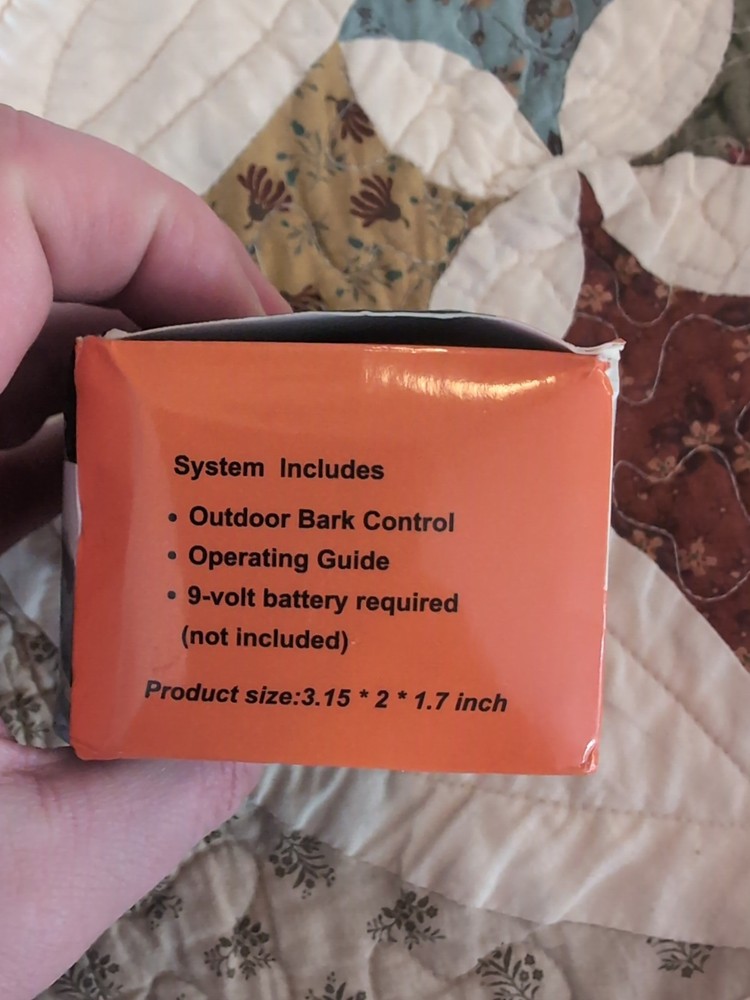 System Includes
• Outdoor Bark Control
• Operating Guide
• 9-volt battery required
(not included)
Product size:3.15 * 2 * 1.7 inch